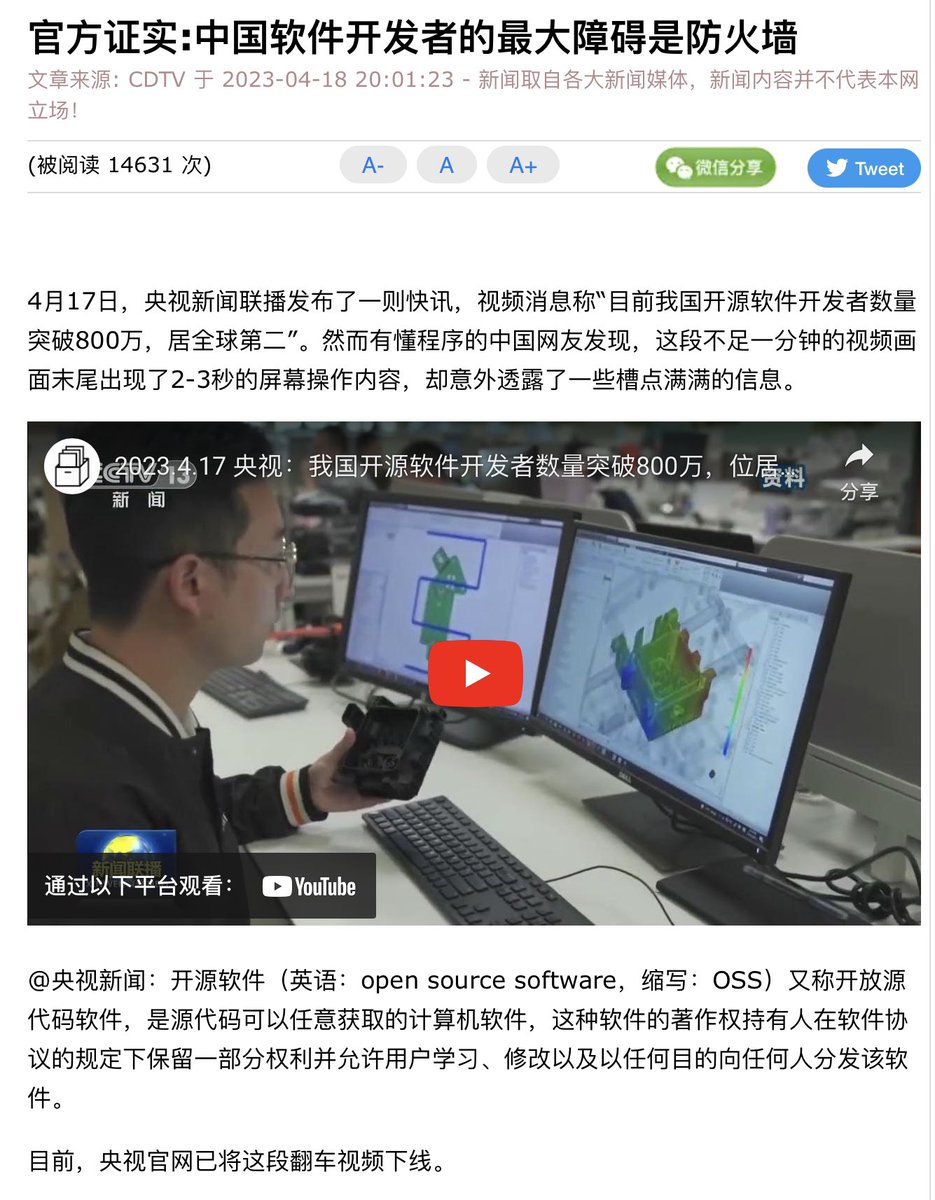 官方证实:中国软件开发者的最大障碍是防火墙
文章来源: CDTV 于 2023-04-18 20:01:23 - 新闻取自各大新闻媒体，新闻内容并不代表本网
立场！
(被阅读 14631 次)
A-
A
A+
微信分享
Tweet
4月17日，央视新闻联播发布了一则快讯，视频消息称“目前我国开源软件开发者数量
突破800万，居全球第二”。然而有懂程序的中国网友发现，这段不足一分钟的视频画
面末尾出现了2-3秒的屏幕操作内容，却意外透露了一些槽点满满的信息。
2023.4.17 央视：我国开源软件开发者数量突破800万，位居...
CCTV 13
新 闻
资料
分享
DELL
新闻联播
通过以下平台观看：
YouTube
@央视新闻：开源软件（英语：open source software，缩写：OSS）又称开放源
代码软件，是源代码可以任意获取的计算机软件，这种软件的著作权持有人在软件协
议的规定下保留一部分权利并允许用户学习、修改以及以任何目的向任何人分发该软
件。
目前，央视官网已将这段翻车视频下线。